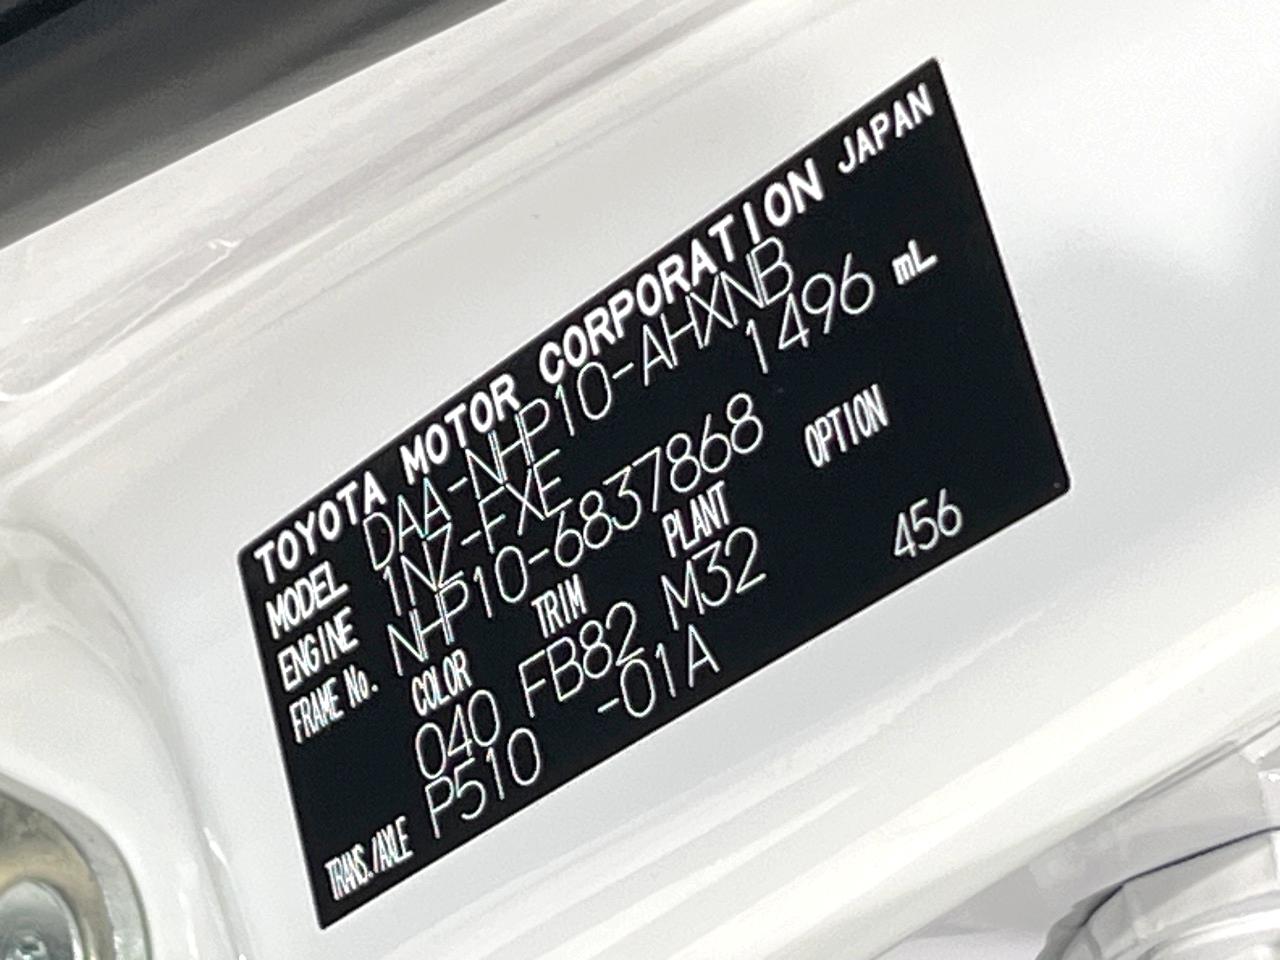 TOYOTA MOTOR CORPORATION JAPAN
MODEL DAA-NHP10-AHXNB
ENGINE 1NZ-FXE 1496 mL
FRAME No. NHP10-6837868
COLOR TRIM PLANT OPTION
040 FB82 M32 456
TRANS./AXLE P510 -01A